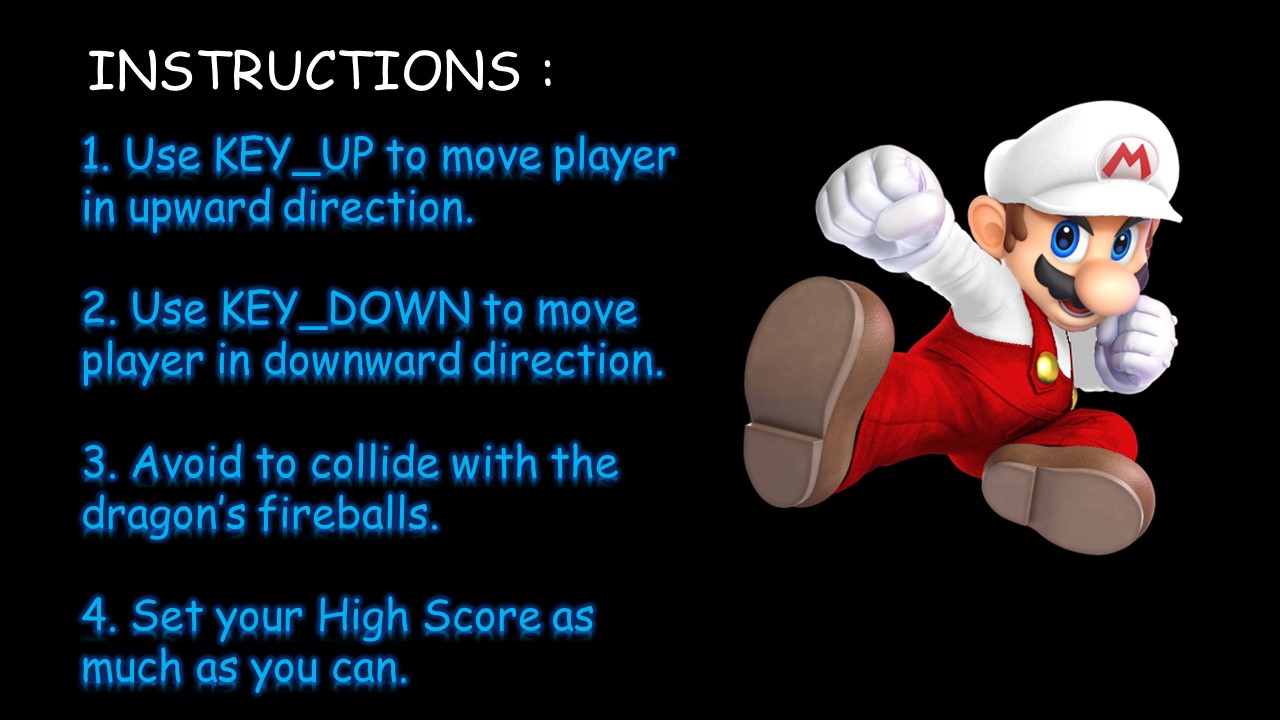 INSTRUCTIONS :
1. Use KEY_UP to move player
in upward direction.
2. Use KEY_DOWN to move
player in downward direction.
3. Avoid to collide with the
dragon’s fireballs.
4. Set your High Score as
much as you can.
M